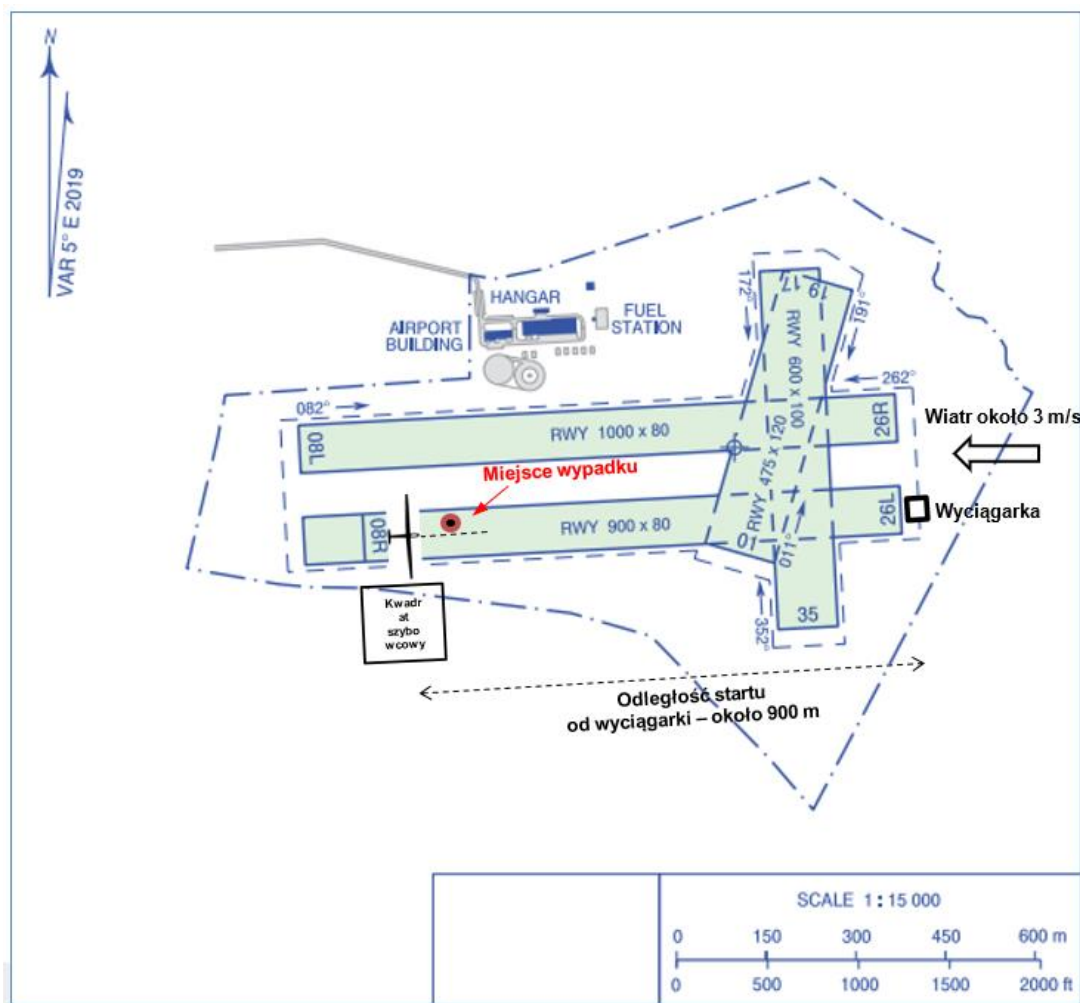 N
VAR 5° E 2019
HANGAR
AIRPORT
BUILDING
FUEL
STATION
172°
17
19
191°
RWY 600 x 100
262°
082°
08L
RWY 1000 x 80
26R
Wiatr około 3 m/s
Miejsce wypadku
RWY 475 x 120
08R
RWY 900 x 80
01
011°
26L
Wyciągarka
Kwadr
at
szybo
wcowy
352°
35
Odległość startu
od wyciągarki – około 900 m
SCALE 1 : 15 000
0 150 300 450 600 m
0 500 1000 1500 2000 ft